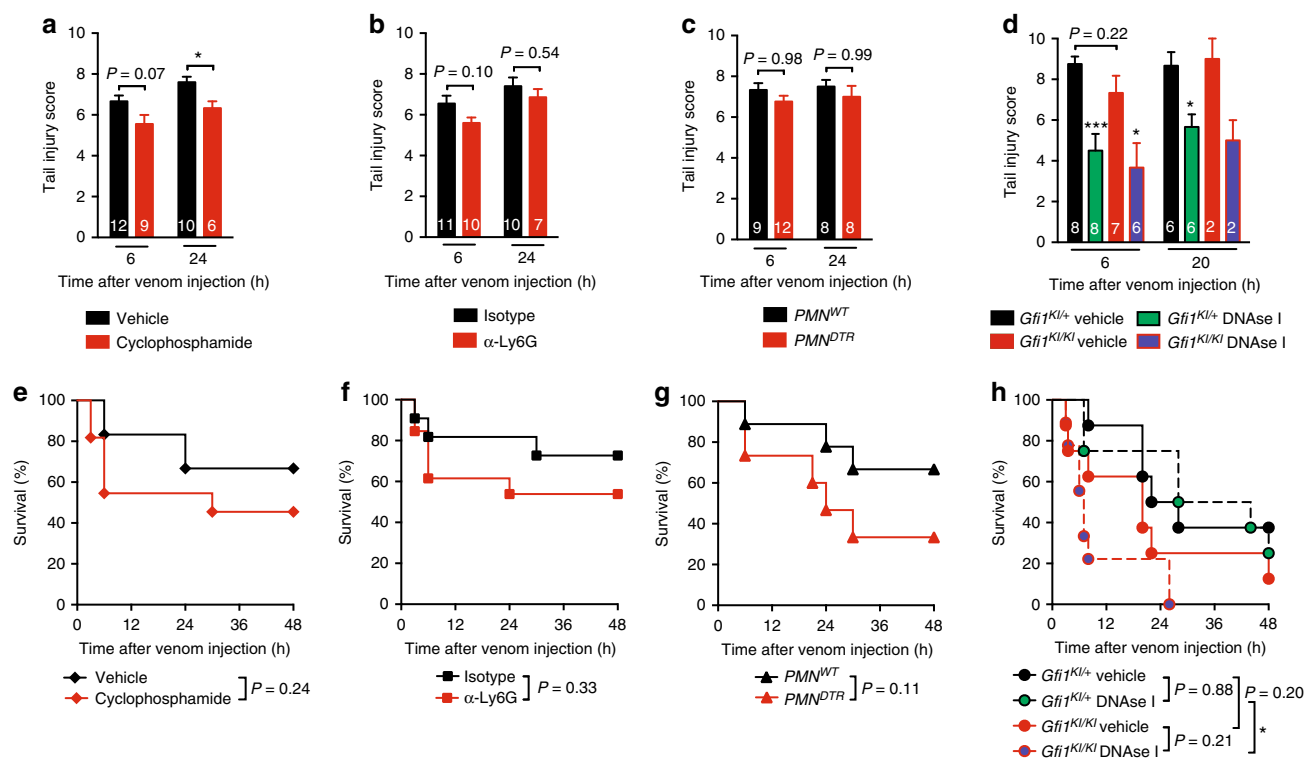 a
Tail injury score
10
8
6
4
2
0
P = 0.07
*
12
9
10
6
6
24
Time after venom injection (h)
Vehicle
Cyclophosphamide
b
Tail injury score
10
8
6
4
2
0
P = 0.10
P = 0.54
11
10
10
7
6
24
Time after venom injection (h)
Isotype
α-Ly6G
c
Tail injury score
10
8
6
4
2
0
P = 0.98
P = 0.99
9
12
8
8
6
24
Time after venom injection (h)
PMN^WT
PMN^DTR
d
Tail injury score
10
8
6
4
2
0
P = 0.22
***
*
*
8
8
7
6
6
6
2
2
6
20
Time after venom injection (h)
Gfi1^KI/+ vehicle
Gfi1^KI/+ DNAse I
Gfi1^KI/KI vehicle
Gfi1^KI/KI DNAse I
e
Survival (%)
100
80
60
40
20
0
0 12 24 36 48
Time after venom injection (h)
Vehicle
Cyclophosphamide
P = 0.24
f
Survival (%)
100
80
60
40
20
0
0 12 24 36 48
Time after venom injection (h)
Isotype
α-Ly6G
P = 0.33
g
Survival (%)
100
80
60
40
20
0
0 12 24 36 48
Time after venom injection (h)
PMN^WT
PMN^DTR
P = 0.11
h
Survival (%)
100
80
60
40
20
0
0 12 24 36 48
Time after venom injection (h)
Gfi1^KI/+ vehicle
Gfi1^KI/+ DNAse I
Gfi1^KI/KI vehicle
Gfi1^KI/KI DNAse I
P = 0.88
P = 0.20
P = 0.21
*